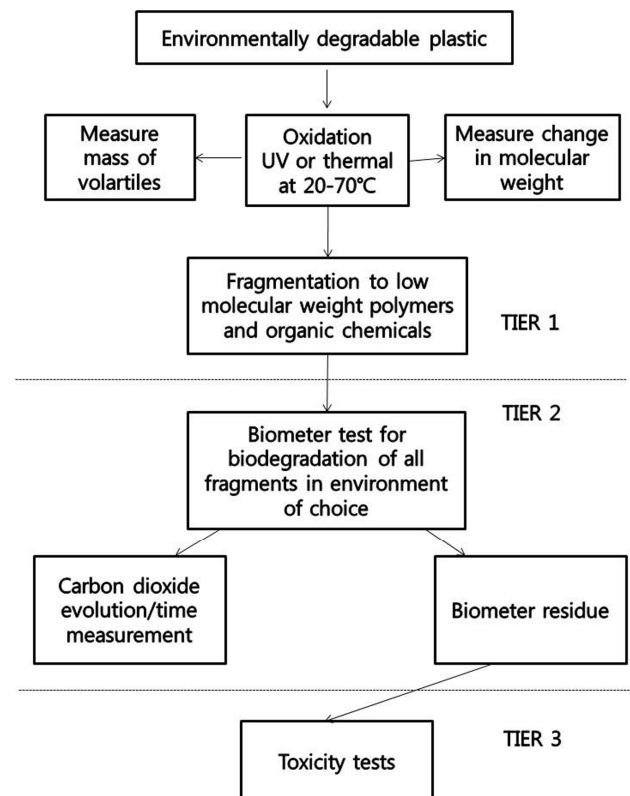 Environmentally degradable plastic
Measure
mass of
volartiles
Oxidation
UV or thermal
at 20-70℃
Measure change
in molecular
weight
Fragmentation to low
molecular weight polymers
and organic chemicals
TIER 1
TIER 2
Biometer test for
biodegradation of all
fragments in environment
of choice
Carbon dioxide
evolution/time
measurement
Biometer residue
TIER 3
Toxicity tests